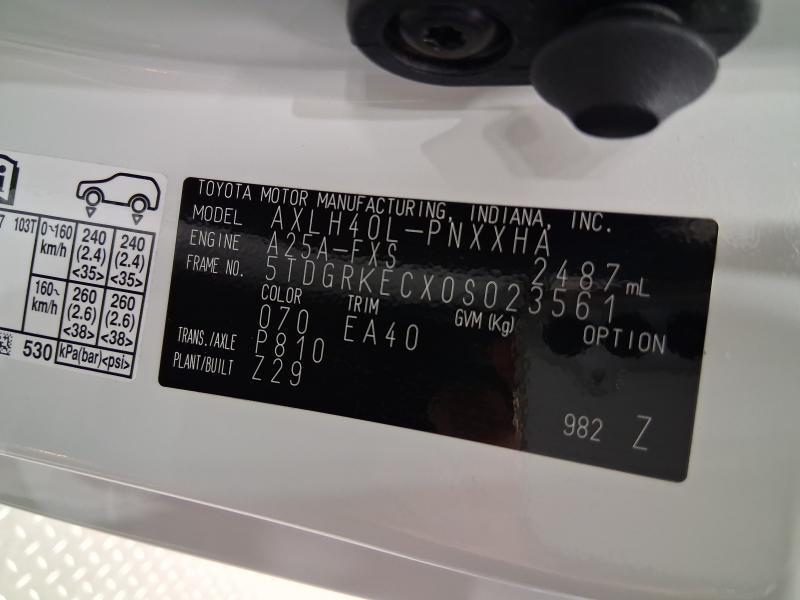 TOYOTA MOTOR MANUFACTURING, INDIANA, INC.
MODEL AXLH40L-PNXXHA
ENGINE A25A-FXS 2487 mL
FRAME NO. 5TDGRKECX0S023561
COLOR TRIM GVM (Kg) OPTION
070 EA40
TRANS./AXLE P810
PLANT/BUILT Z29
982 Z
i
7 103T 0~160 km/h 240 (2.4) <35> 240 (2.4) <35>
160~ km/h 260 (2.6) <38> 260 (2.6) <38>
530 kPa(bar)<psi>